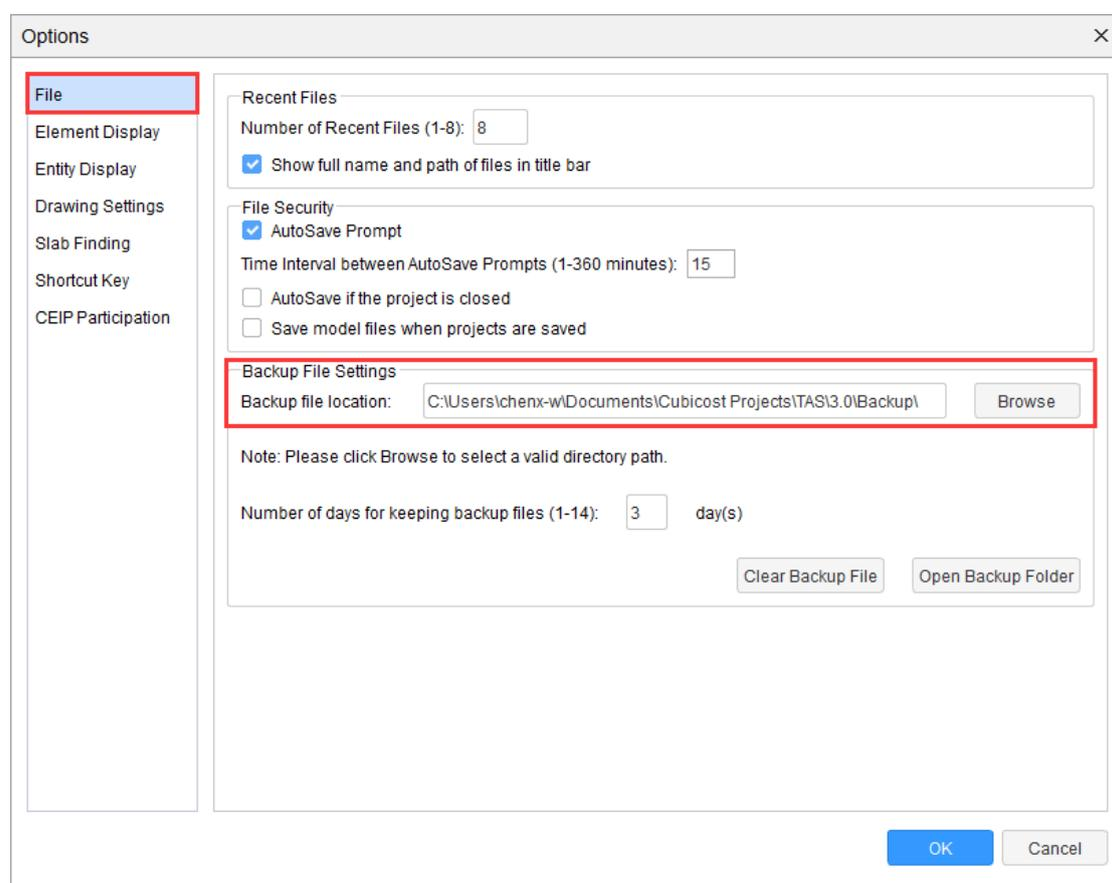 Options
File
Element Display
Entity Display
Drawing Settings
Slab Finding
Shortcut Key
CEIP Participation
Recent Files
Number of Recent Files (1-8): 8
Show full name and path of files in title bar
File Security
AutoSave Prompt
Time Interval between AutoSave Prompts (1-360 minutes): 15
AutoSave if the project is closed
Save model files when projects are saved
Backup File Settings
Backup file location: C:\Users\chenx-w\Documents\Cubicost Projects\TAS\3.0\Backup\ Browse
Note: Please click Browse to select a valid directory path.
Number of days for keeping backup files (1-14): 3 day(s)
Clear Backup File Open Backup Folder
OK Cancel